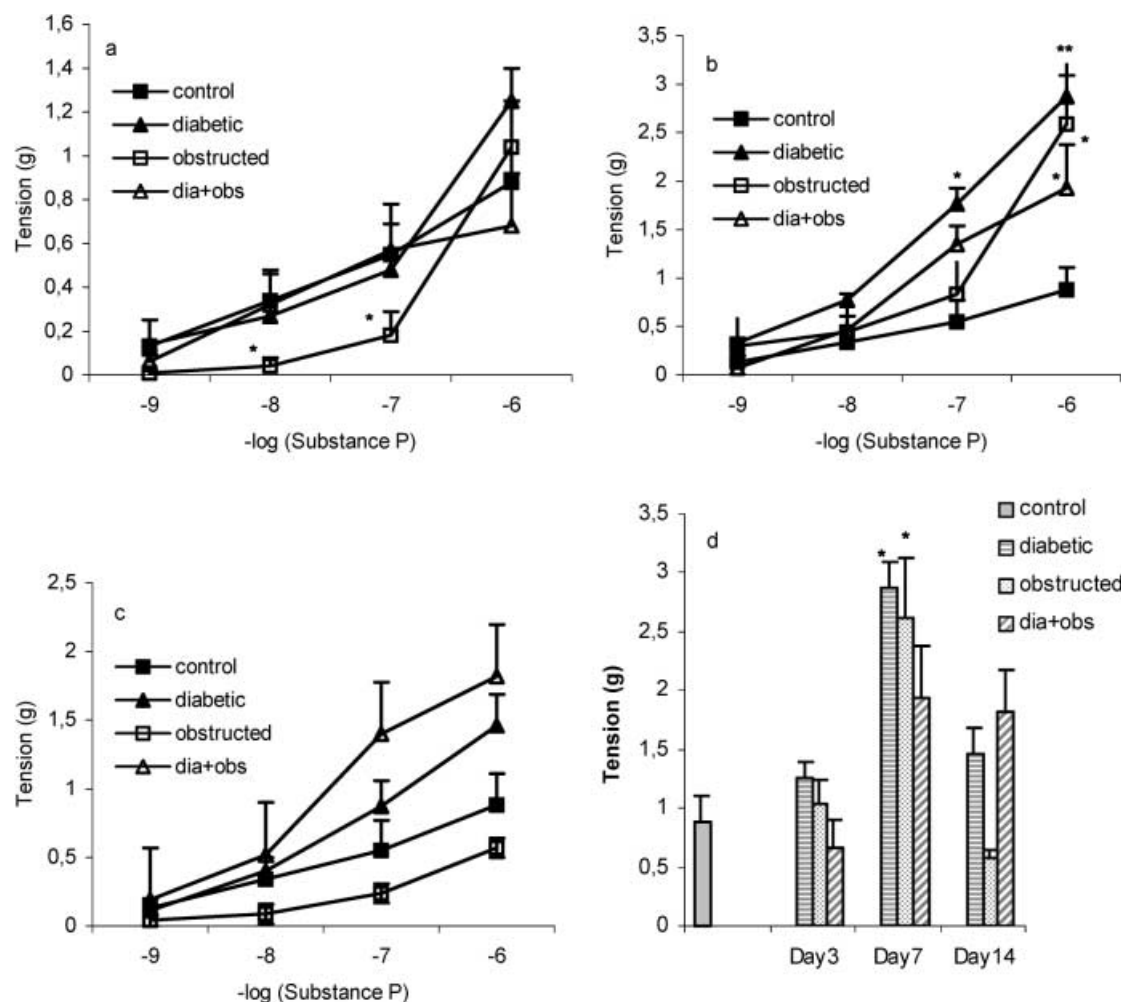 a
control
diabetic
obstructed
dia+obs
Tension (g)
1,6
1,4
1,2
1
0,8
0,6
0,4
0,2
0
*
*
-9 -8 -7 -6
-log (Substance P)
b
control
diabetic
obstructed
dia+obs
Tension (g)
3,5
3
2,5
2
1,5
1
0,5
0
**
*
*
*
-9 -8 -7 -6
-log (Substance P)
c
control
diabetic
obstructed
dia+obs
Tension (g)
2,5
2
1,5
1
0,5
0
-9 -8 -7 -6
-log (Substance P)
d
control
diabetic
obstructed
dia+obs
Tension (g)
3,5
3
2,5
2
1,5
1
0,5
0
* *
Day3 Day7 Day14